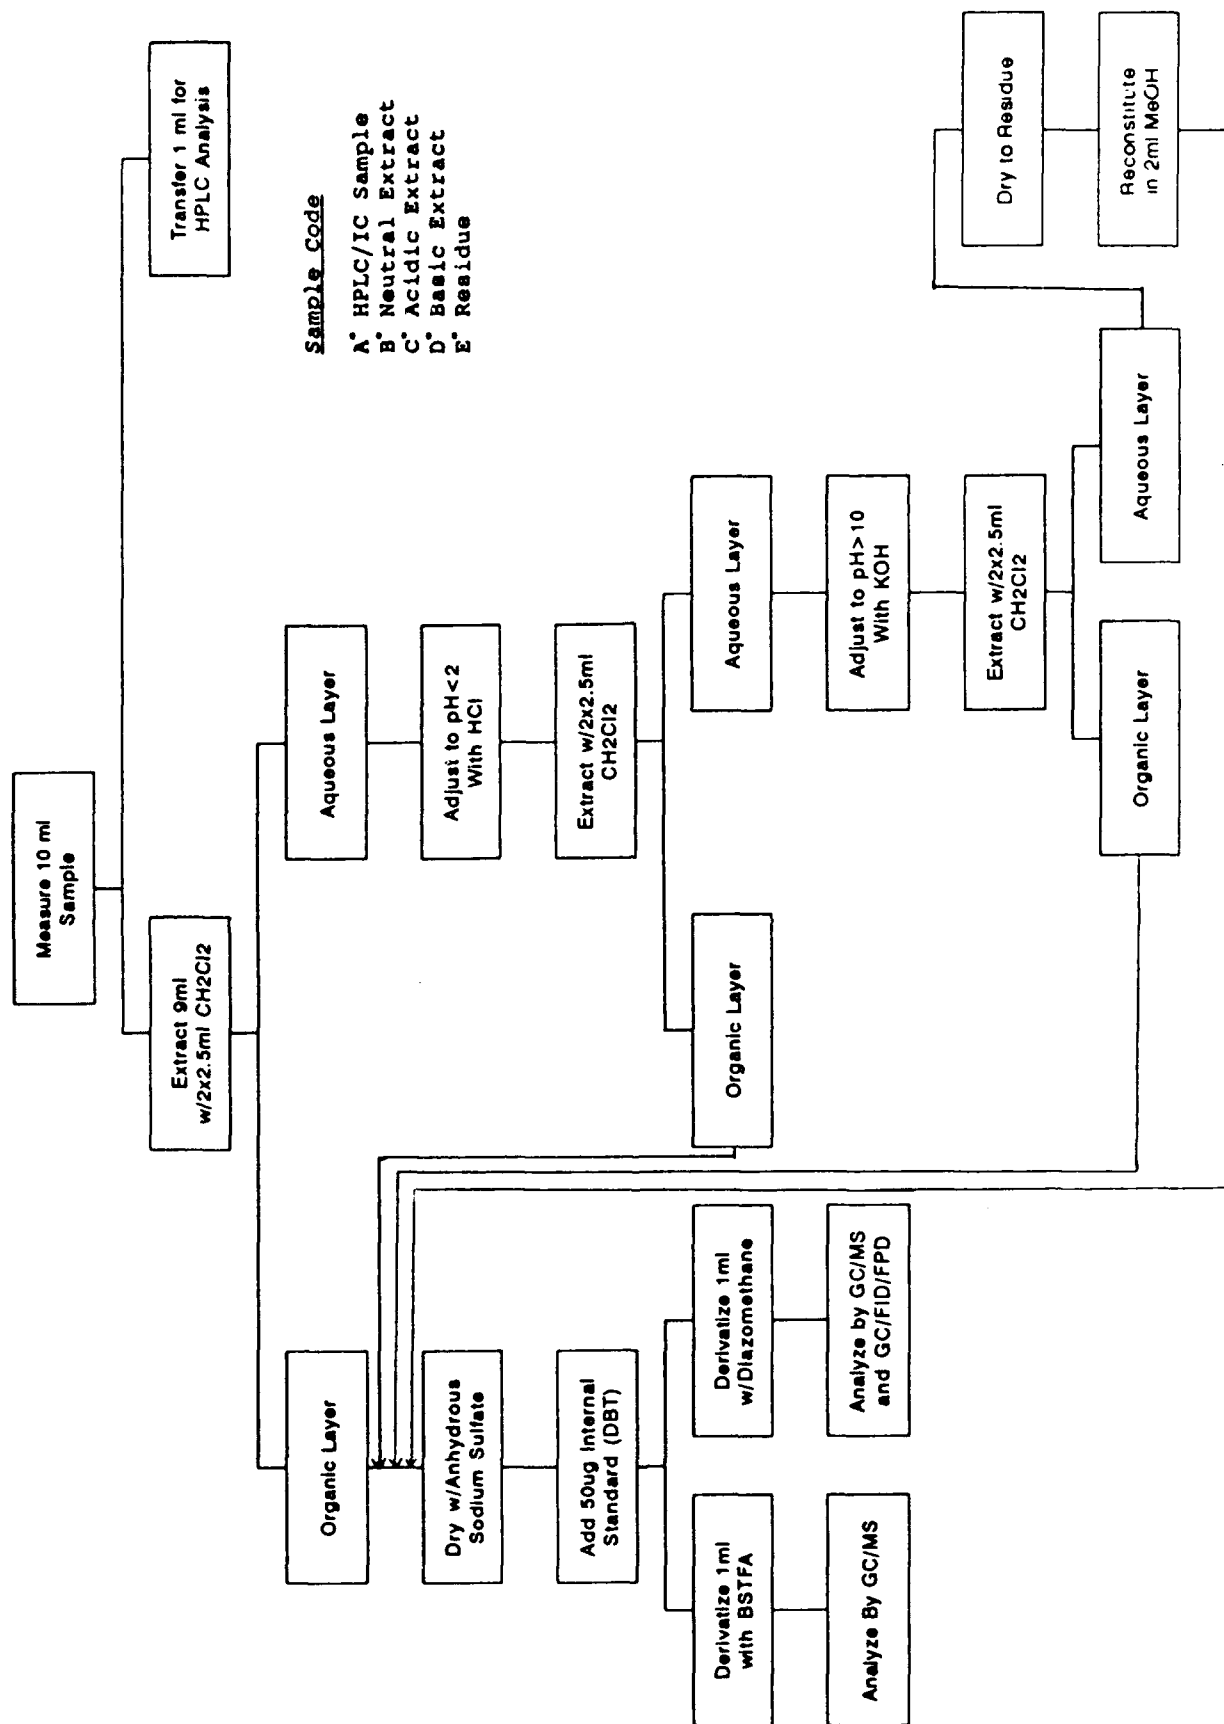 Measure 10 ml
Sample
Extract 9ml
w/2x2.5ml CH2Cl2
Transfer 1 ml for
HPLC Analysis
Sample Code
A° HPLC/IC Sample
B° Neutral Extract
C° Acidic Extract
D° Basic Extract
E° Residue
Organic Layer
Aqueous Layer
Dry w/Anhydrous
Sodium Sulfate
Adjust to pH<2
With HCl
Add 50ug Internal
Standard (DBT)
Extract w/2x2.5ml
CH2Cl2
Derivatize 1ml
with BSTFA
Derivatize 1ml
w/Diazomethane
Organic Layer
Aqueous Layer
Analyze By GC/MS
Analyze by GC/MS
and GC/FID/FPD
Adjust to pH>10
With KOH
Extract w/2x2.5ml
CH2Cl2
Dry to Residue
Organic Layer
Aqueous Layer
Reconstitute
in 2ml MeOH